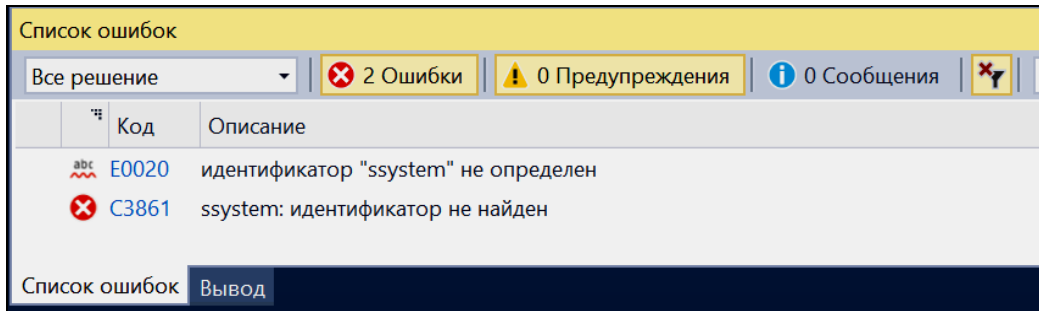 Список ошибок
Все решение 2 Ошибки 0 Предупреждения 0 Сообщения
Код Описание
abc E0020 идентификатор "ssystem" не определен
C3861 ssystem: идентификатор не найден
Список ошибок Вывод